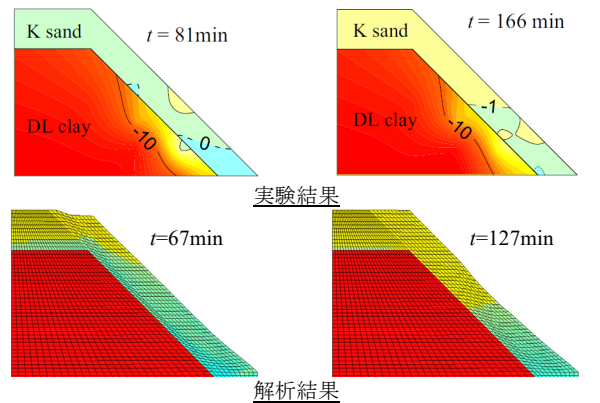 K sand
t = 81min
DL clay
-10
0
K sand
t = 166 min
DL clay
-1
-10
実験結果
t=67min
t=127min
解析結果